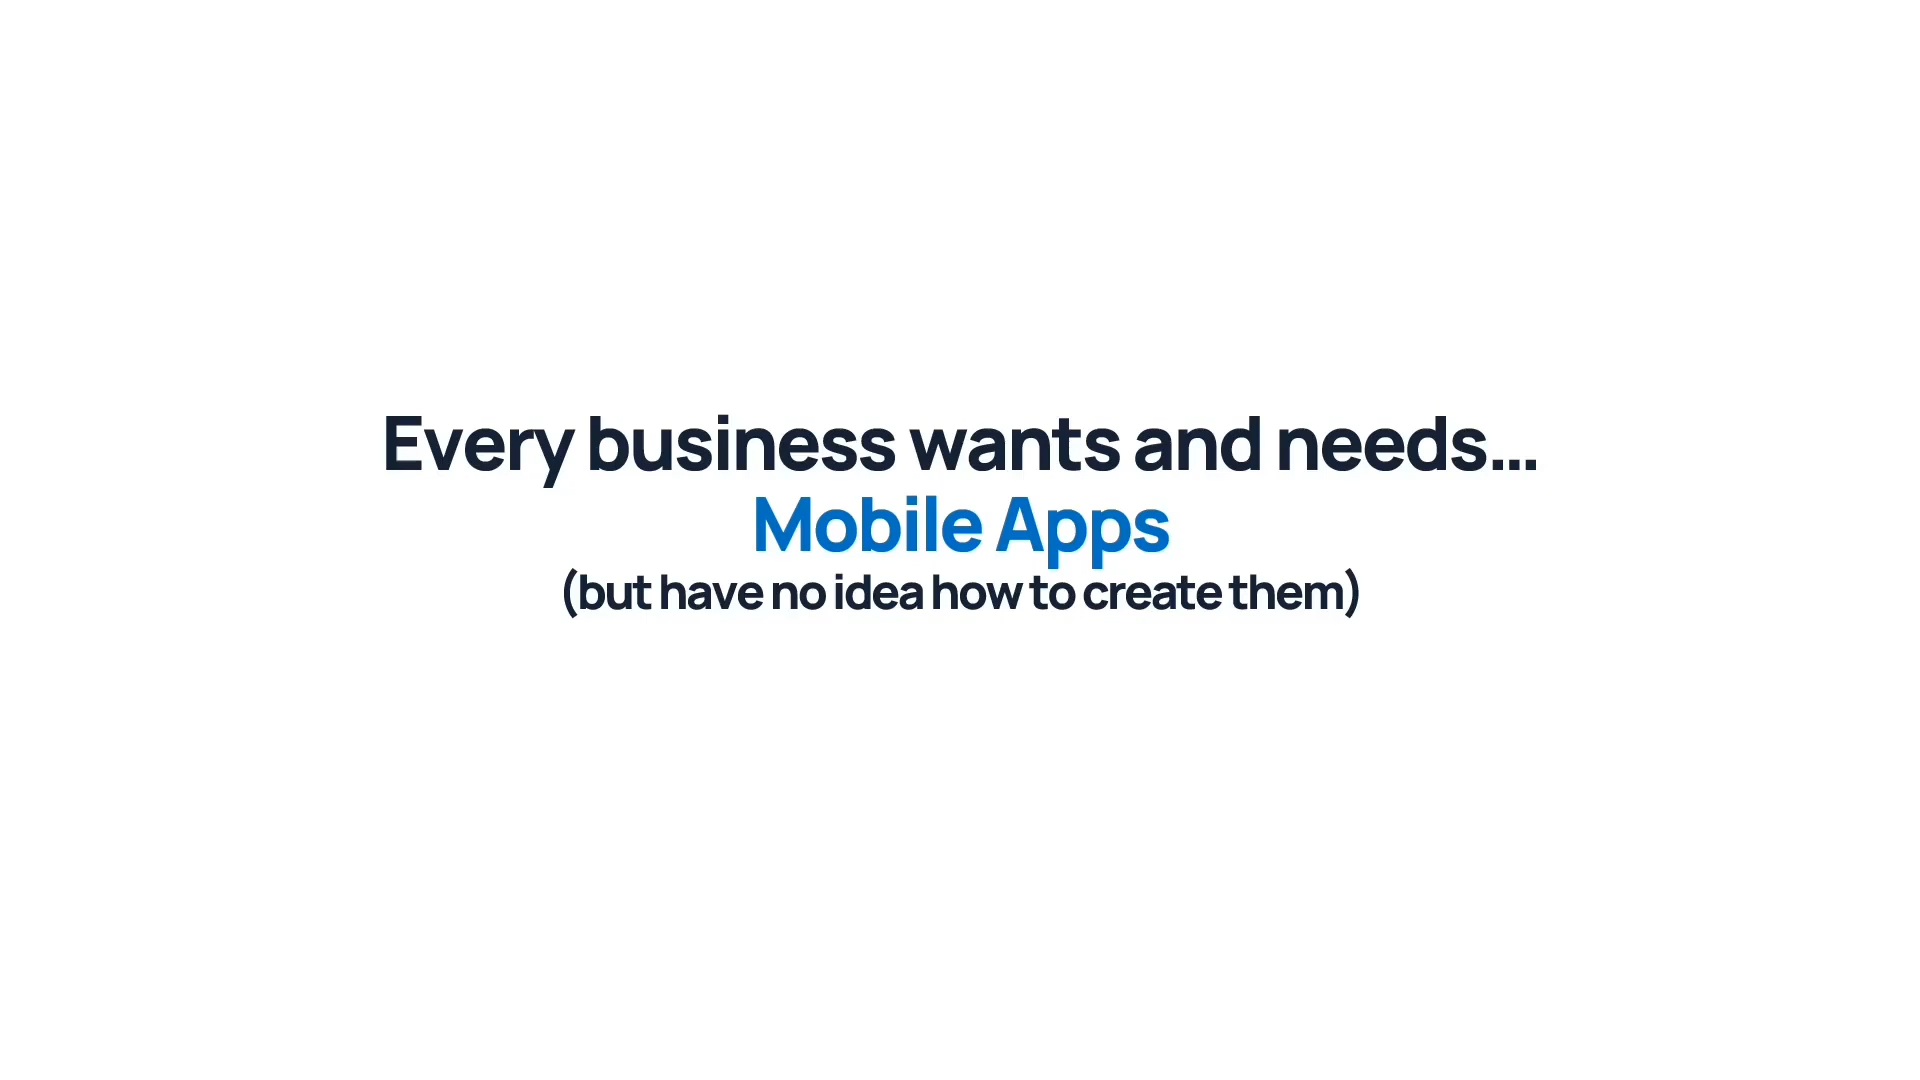 Every business wants and needs...
Mobile Apps
(but have no idea how to create them)